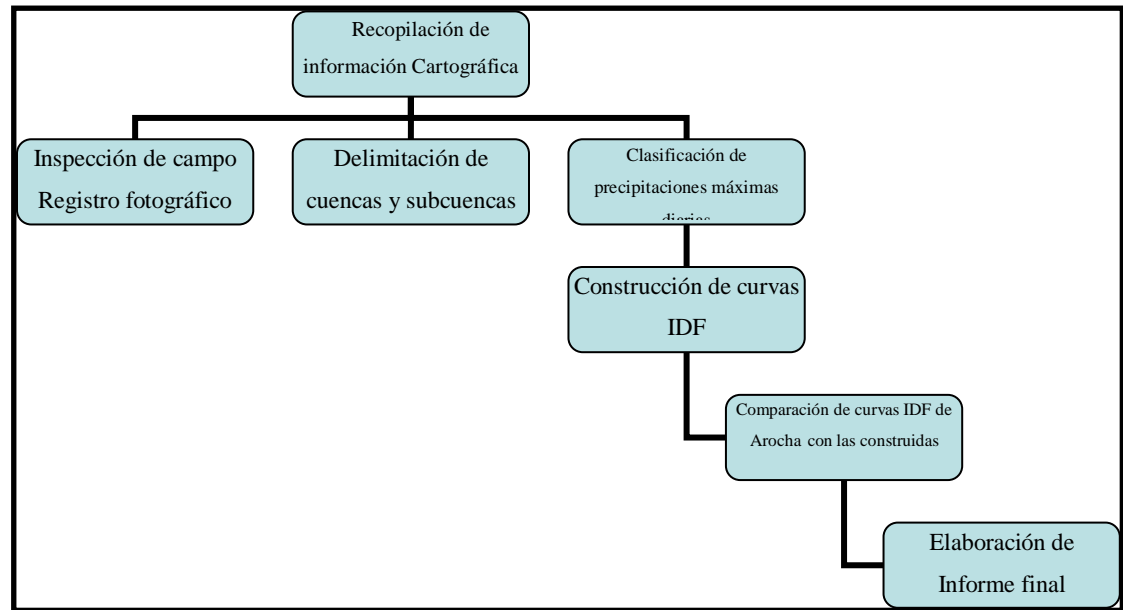 Recopilación de
información Cartográfica
Inspección de campo
Registro fotográfico
Delimitación de
cuencas y subcuencas
Clasificación de
precipitaciones máximas
diarias
Construcción de curvas
IDF
Comparación de curvas IDF de
Arocha con las construidas
Elaboración de
Informe final